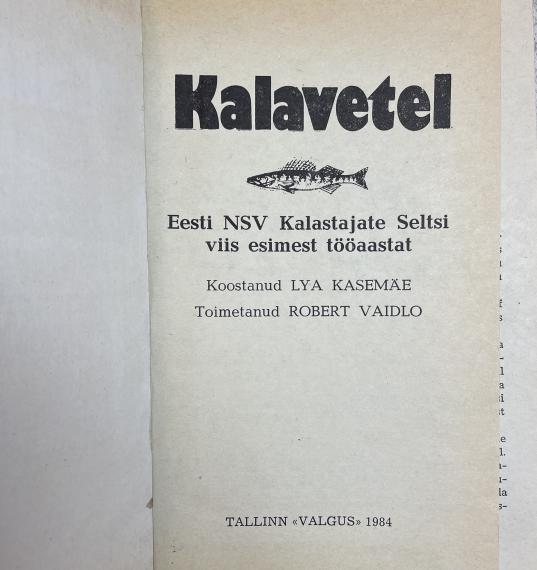 Kalavetel
Eesti NSV Kalastajate Seltsi
viis esimest tööaastat
Koostanud LYA KASEMÄE
Toimetanud ROBERT VAIDLO
TALLINN «VALGUS» 1984